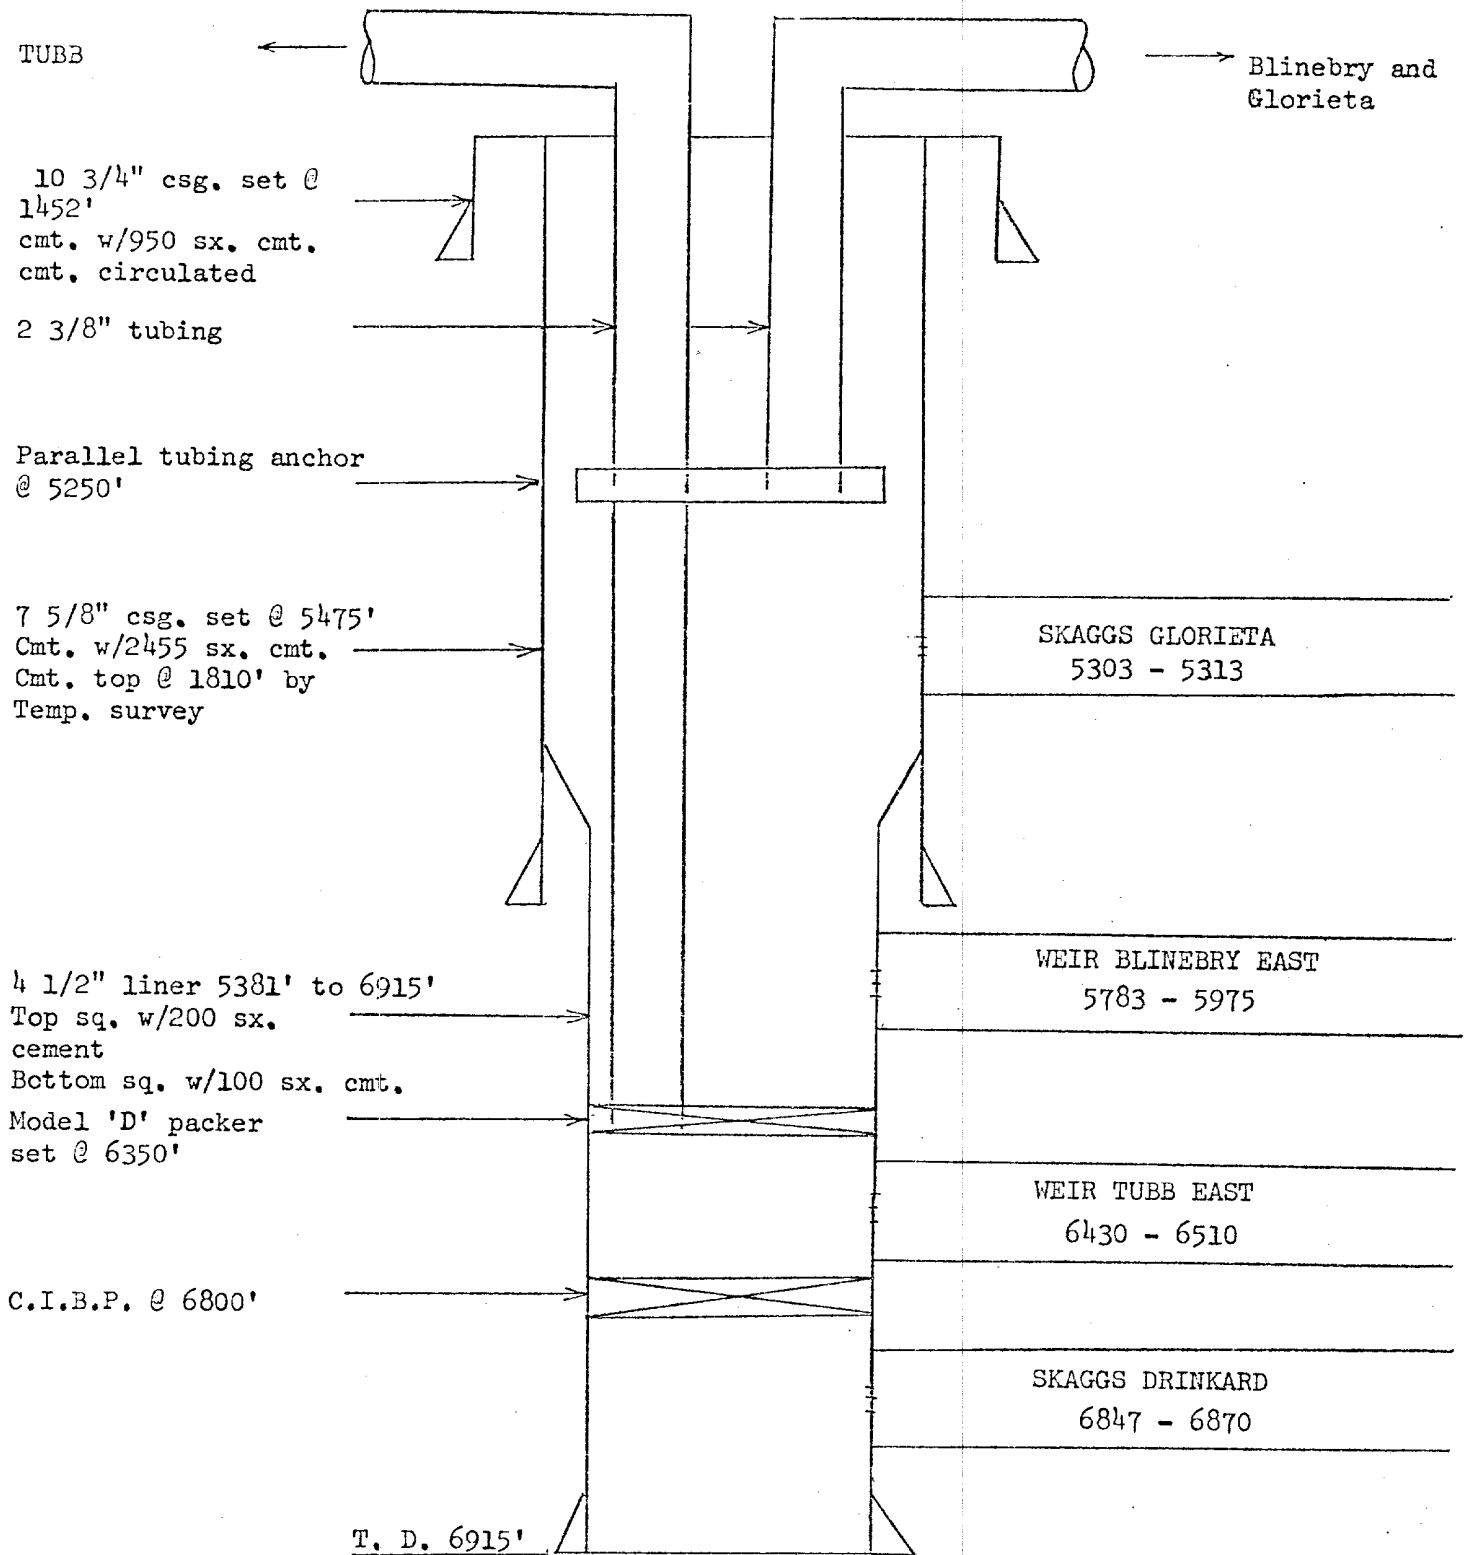 TUBB
Blinebry and
Glorieta
10 3/4" csg. set @
1452'
cmt. w/950 sx. cmt.
cmt. circulated
2 3/8" tubing
Parallel tubing anchor
@ 5250'
7 5/8" csg. set @ 5475'
Cmt. w/2455 sx. cmt.
Cmt. top @ 1810' by
Temp. survey
SKAGGS GLORIETA
5303 - 5313
4 1/2" liner 5381' to 6915'
Top sq. w/200 sx.
cement
Bottom sq. w/100 sx. cmt.
WEIR BLINEBRY EAST
5783 - 5975
Model 'D' packer
set @ 6350'
WEIR TUBB EAST
6430 - 6510
C.I.B.P. @ 6800'
SKAGGS DRINKARD
6847 - 6870
T. D. 6915'